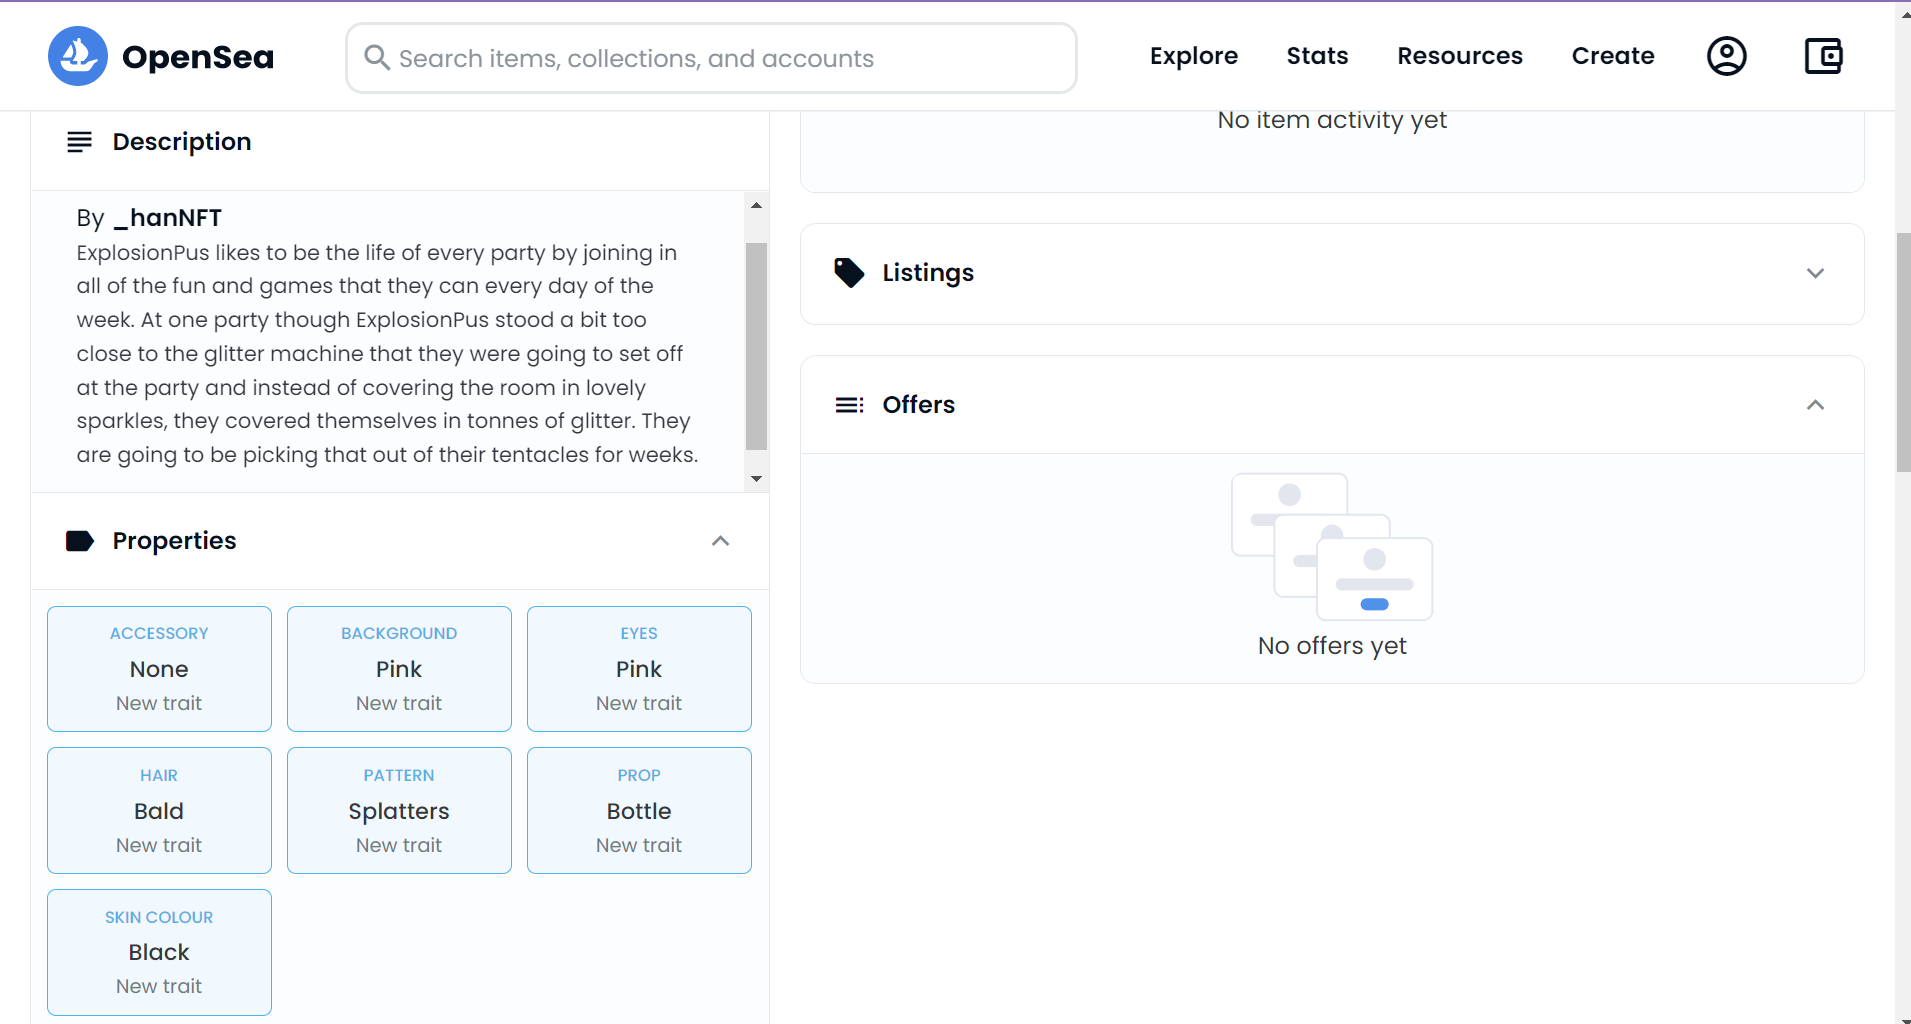 OpenSea
Search items, collections, and accounts
Explore
Stats
Resources
Create
Description
By _hanNFT
ExplosionPus likes to be the life of every party by joining in
all of the fun and games that they can every day of the
week. At one party though ExplosionPus stood a bit too
close to the glitter machine that they were going to set off
at the party and instead of covering the room in lovely
sparkles, they covered themselves in tonnes of glitter. They
are going to be picking that out of their tentacles for weeks.
Properties
ACCESSORY
None
New trait
BACKGROUND
Pink
New trait
EYES
Pink
New trait
HAIR
Bald
New trait
PATTERN
Splatters
New trait
PROP
Bottle
New trait
SKIN COLOUR
Black
New trait
No item activity yet
Listings
Offers
No offers yet